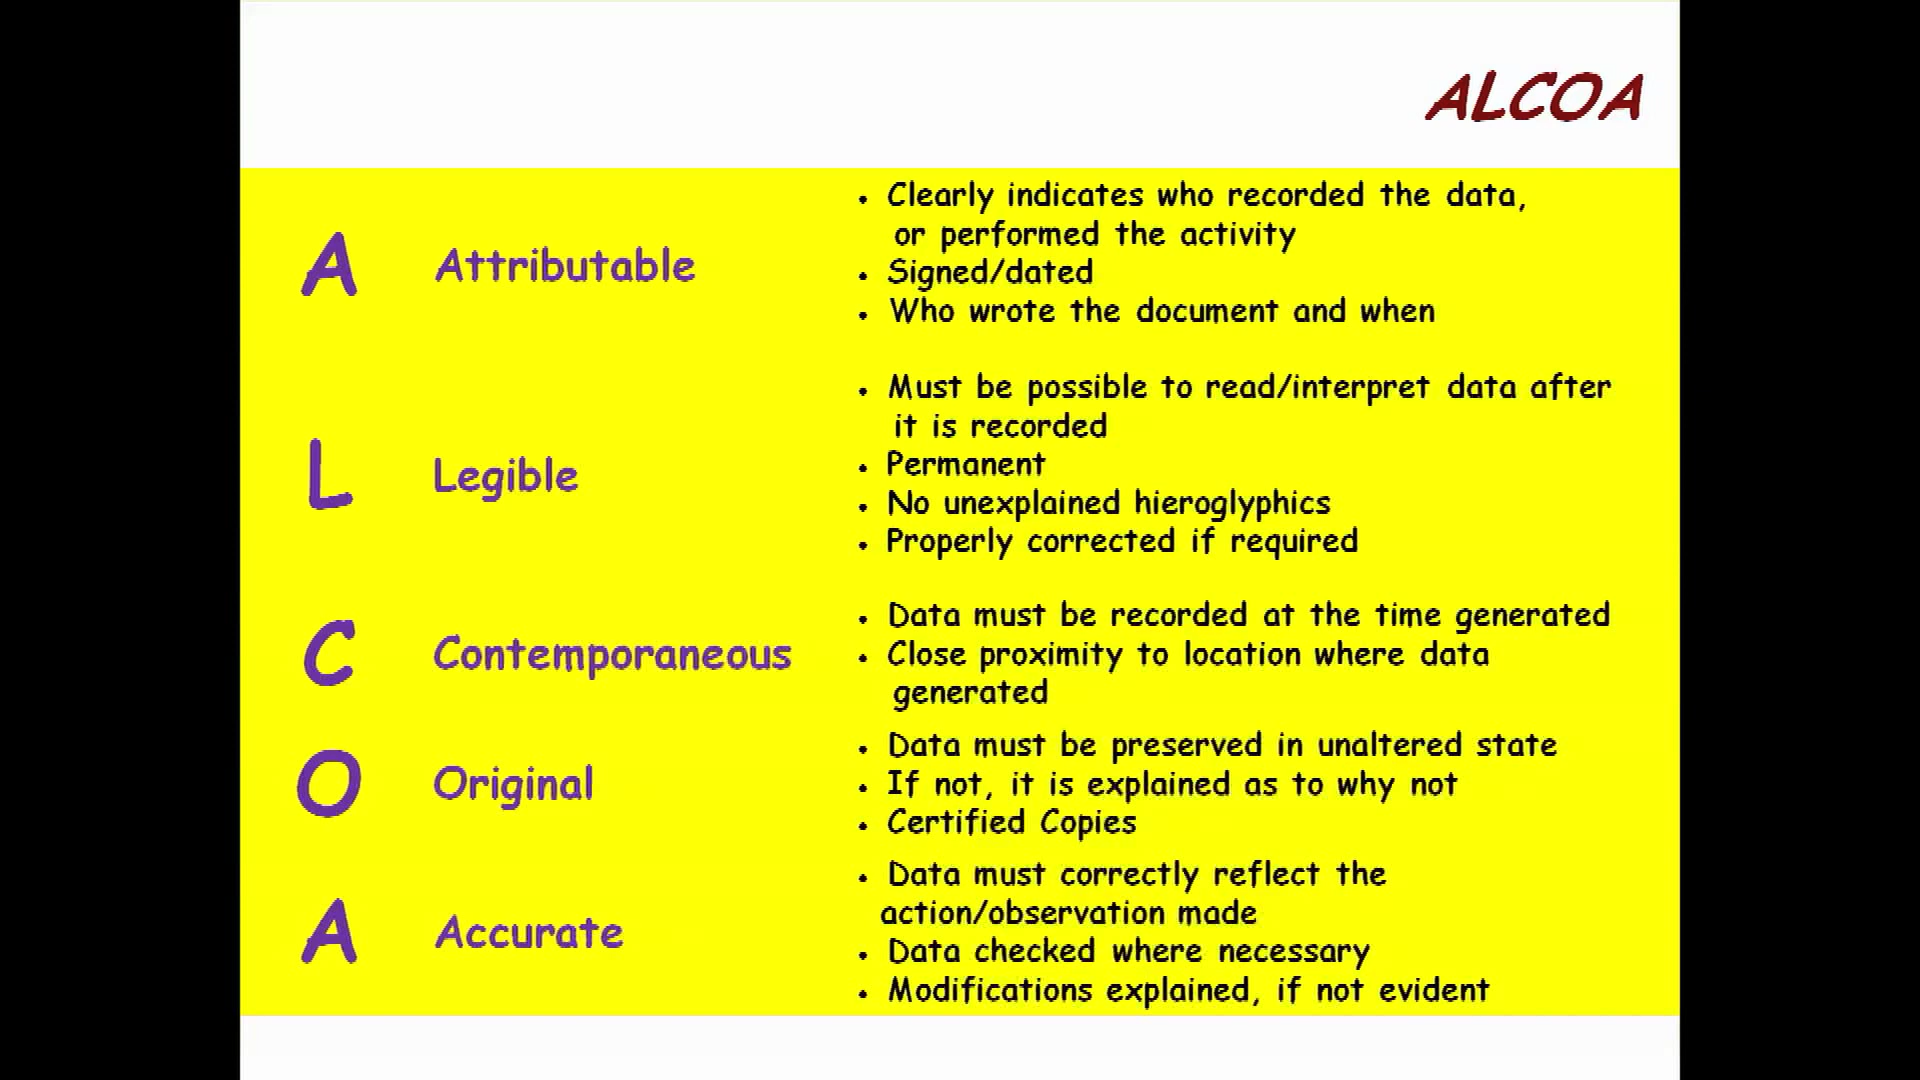 ALCOA
A Attributable
• Clearly indicates who recorded the data,
or performed the activity
• Signed/dated
• Who wrote the document and when
L Legible
• Must be possible to read/interpret data after
it is recorded
• Permanent
• No unexplained hieroglyphics
• Properly corrected if required
C Contemporaneous
• Data must be recorded at the time generated
• Close proximity to location where data
generated
O Original
• Data must be preserved in unaltered state
• If not, it is explained as to why not
• Certified Copies
A Accurate
• Data must correctly reflect the
action/observation made
• Data checked where necessary
• Modifications explained, if not evident